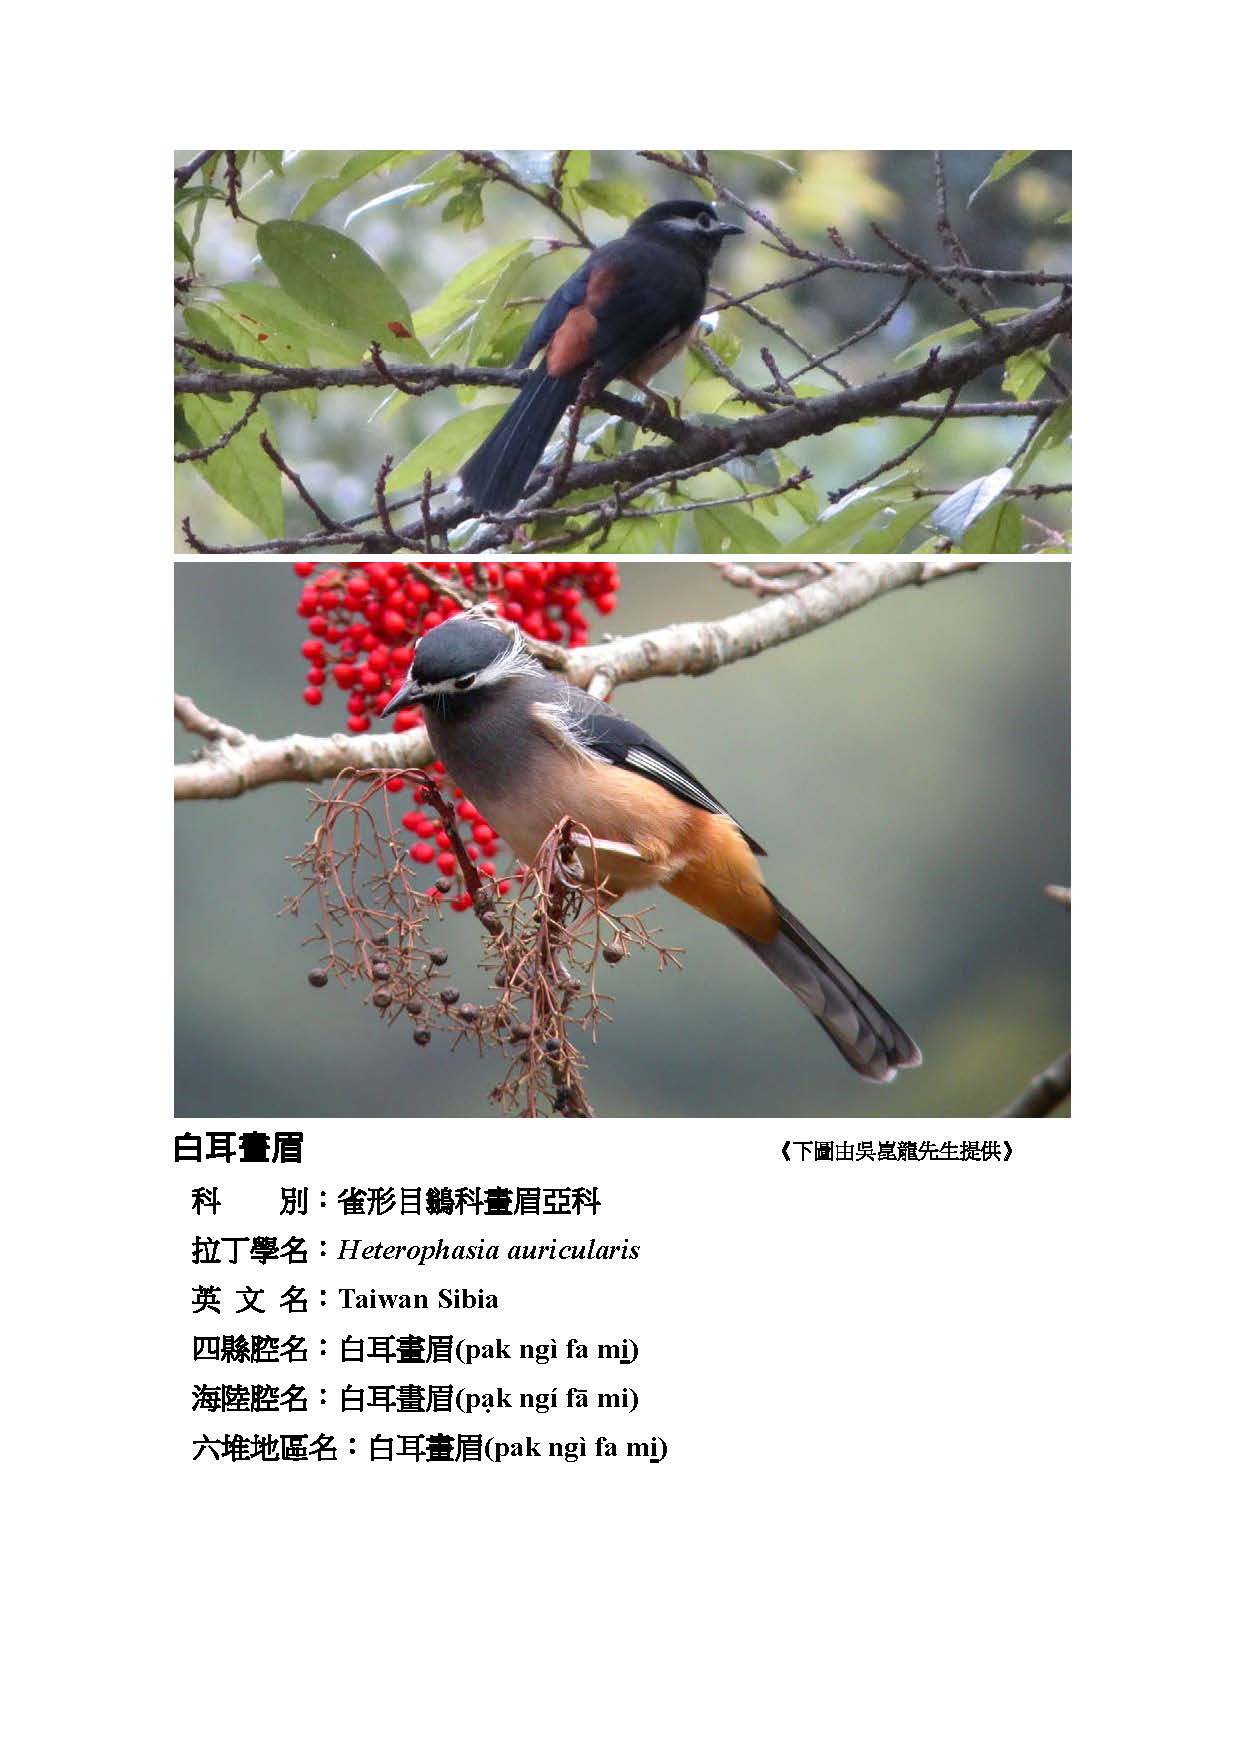 白耳畫眉 《下圖由吳崑龍先生提供》
科 別：雀形目鶲科畫眉亞科
拉丁學名：Heterophasia auricularis
英 文 名：Taiwan Sibia
四縣腔名：白耳畫眉(pak ngì fa mi̲)
海陸腔名：白耳畫眉(pạk ngí fā mi)
六堆地區名：白耳畫眉(pak ngì fa mi̲)